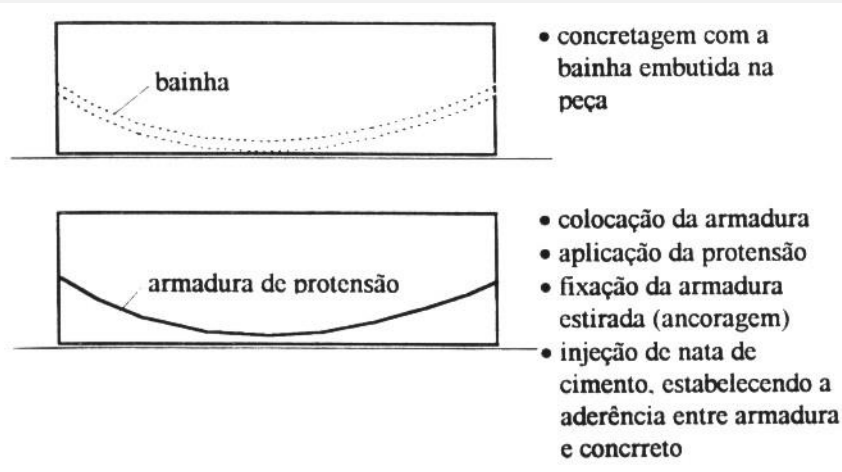 bainha
• concretagem com a
bainha embutida na
peça
armadura de protensão
• colocação da armadura
• aplicação da protensão
• fixação da armadura
estirada (ancoragem)
• injeção de nata de
cimento, estabelecendo a
aderência entre armadura
e concrreto